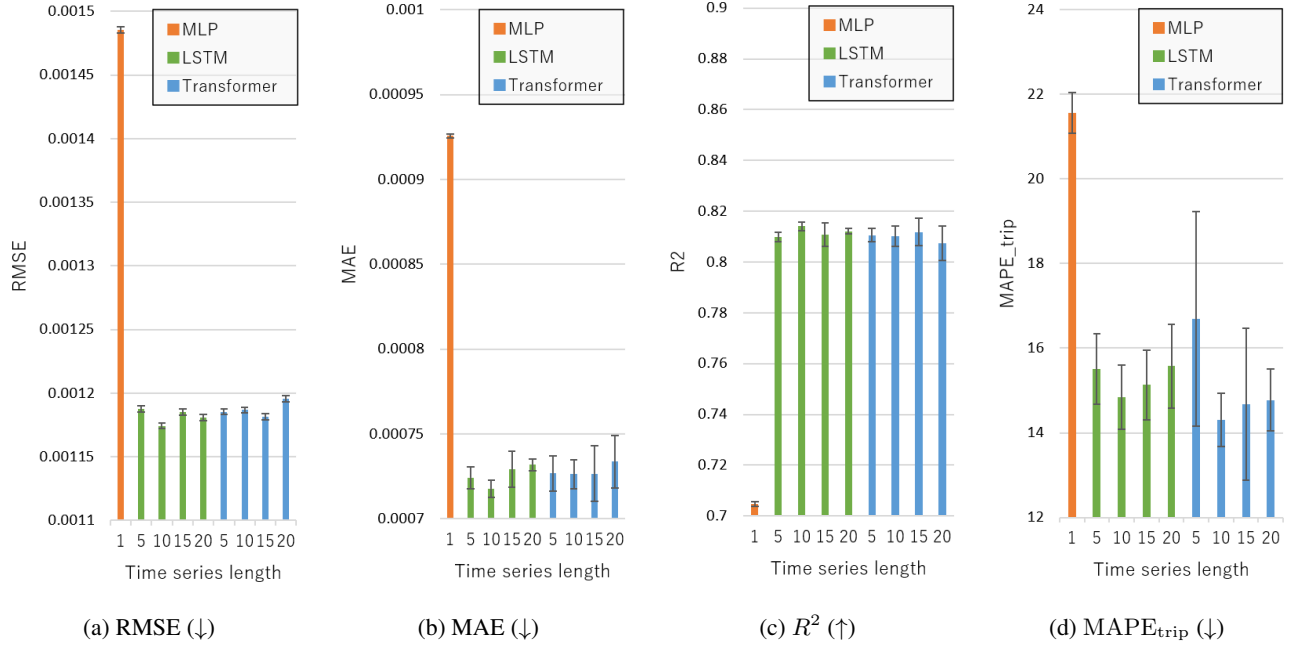 0.0015
0.00145
0.0014
0.00135
0.0013
0.00125
0.0012
0.00115
0.0011
RMSE
MLP
LSTM
Transformer
1 5 10 15 20 5 10 15 20
Time series length
(a) RMSE (↓)
0.001
0.00095
0.0009
0.00085
0.0008
0.00075
0.0007
MAE
MLP
LSTM
Transformer
1 5 10 15 20 5 10 15 20
Time series length
(b) MAE (↓)
0.9
0.88
0.86
0.84
0.82
0.8
0.78
0.76
0.74
0.72
0.7
R2
MLP
LSTM
Transformer
1 5 10 15 20 5 10 15 20
Time series length
(c) R² (↑)
24
22
20
18
16
14
12
MAPE_trip
MLP
LSTM
Transformer
1 5 10 15 20 5 10 15 20
Time series length
(d) MAPEtrip (↓)